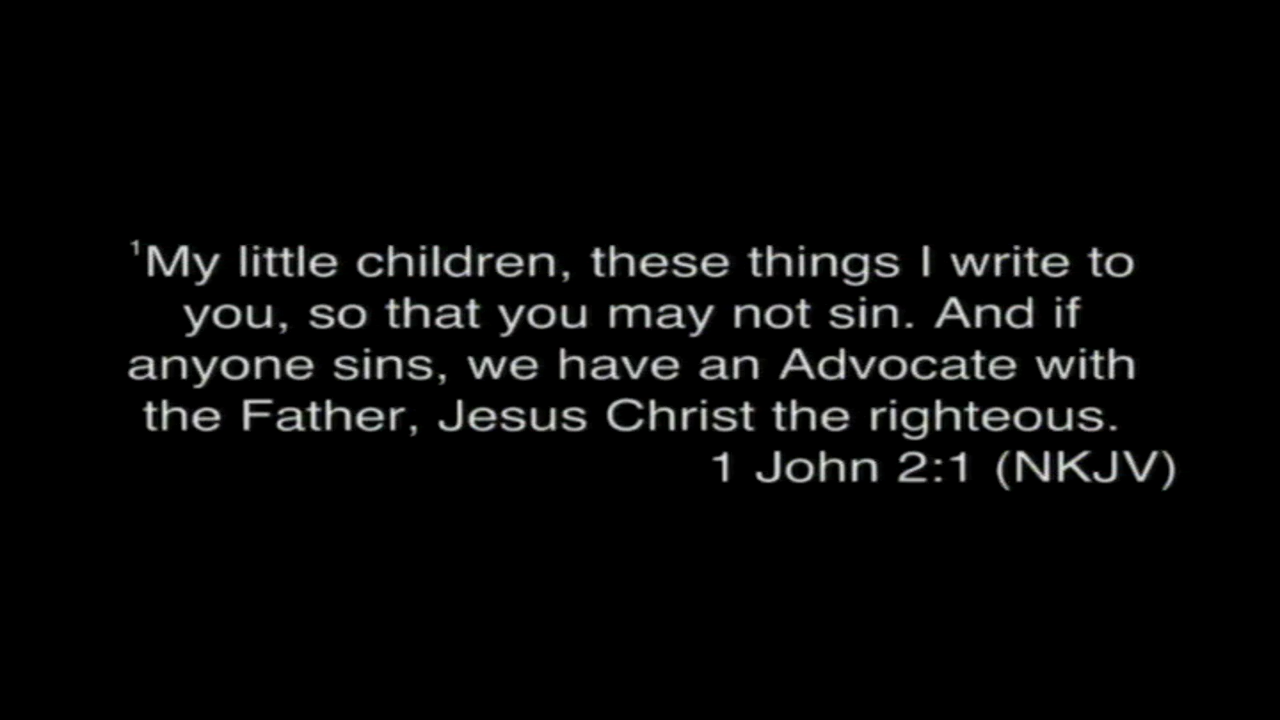 ¹My little children, these things I write to
you, so that you may not sin. And if
anyone sins, we have an Advocate with
the Father, Jesus Christ the righteous.
1 John 2:1 (NKJV)